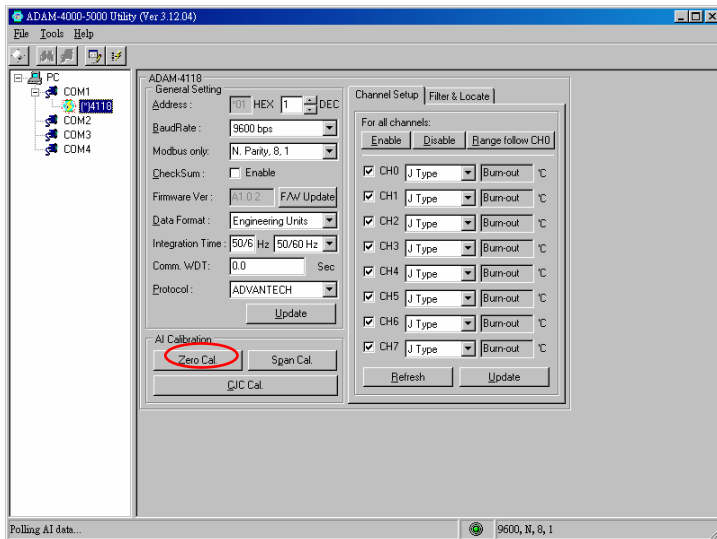 ADAM-4000-5000 Utility (Ver 3.12.04)
File Tools Help
PC
COM1
(*)4118
COM2
COM3
COM4
ADAM-4118
General Setting
Address : *01 HEX 1 DEC
BaudRate : 9600 bps
Modbus only: N. Parity, 8, 1
CheckSum : Enable
Firmware Ver : A1.0 2 F/W Update
Data Format : Engineering Units
Integration Time : 50/6 Hz 50/60 Hz
Comm. WDT: 0.0 Sec
Protocol : ADVANTECH
Update
AI Calibration
Zero Cal. Span Cal.
CJC Cal.
Channel Setup Filter & Locate
For all channels:
Enable Disable Range follow CH0
CH0 J Type Burn-out ℃
CH1 J Type Burn-out ℃
CH2 J Type Burn-out ℃
CH3 J Type Burn-out ℃
CH4 J Type Burn-out ℃
CH5 J Type Burn-out ℃
CH6 J Type Burn-out ℃
CH7 J Type Burn-out ℃
Refresh Update
Polling AI data... 9600, N, 8, 1